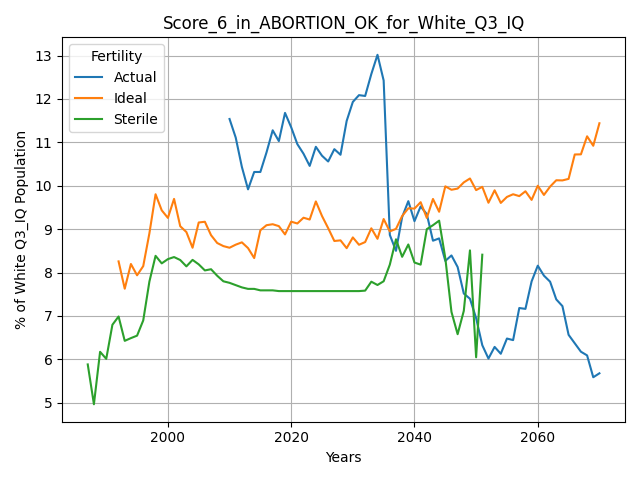 Score_6_in_ABORTION_OK_for_White_Q3_IQ
Fertility
Actual
Ideal
Sterile
% of White Q3_IQ Population
13
12
11
10
9
8
7
6
5
2000
2020
2040
2060
Years